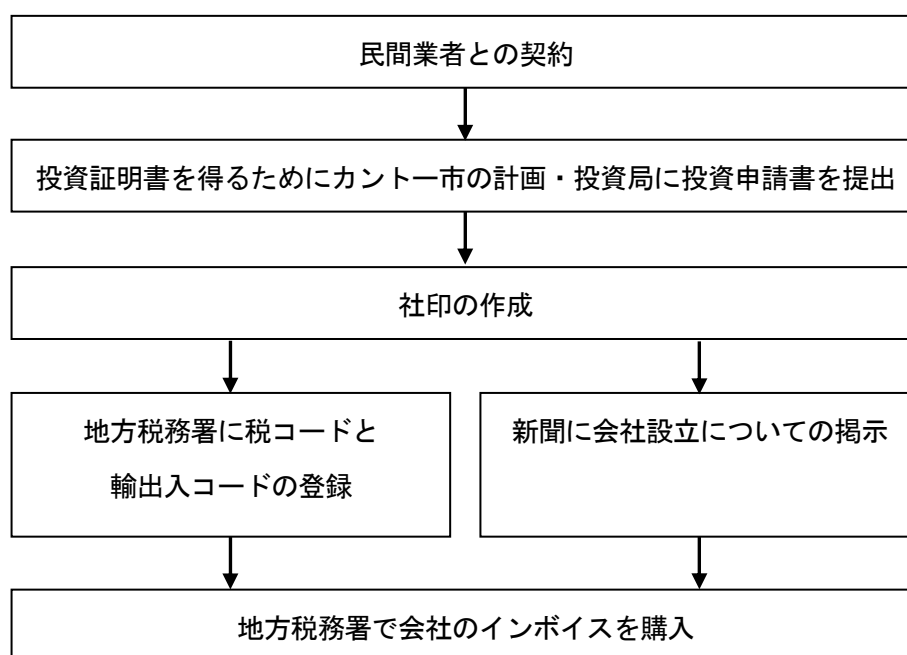 民間業者との契約
投資証明書を得るためにカントー市の計画・投資局に投資申請書を提出
社印の作成
地方税務署に税コードと
輸出入コードの登録
新聞に会社設立についての掲示
地方税務署で会社のインボイスを購入